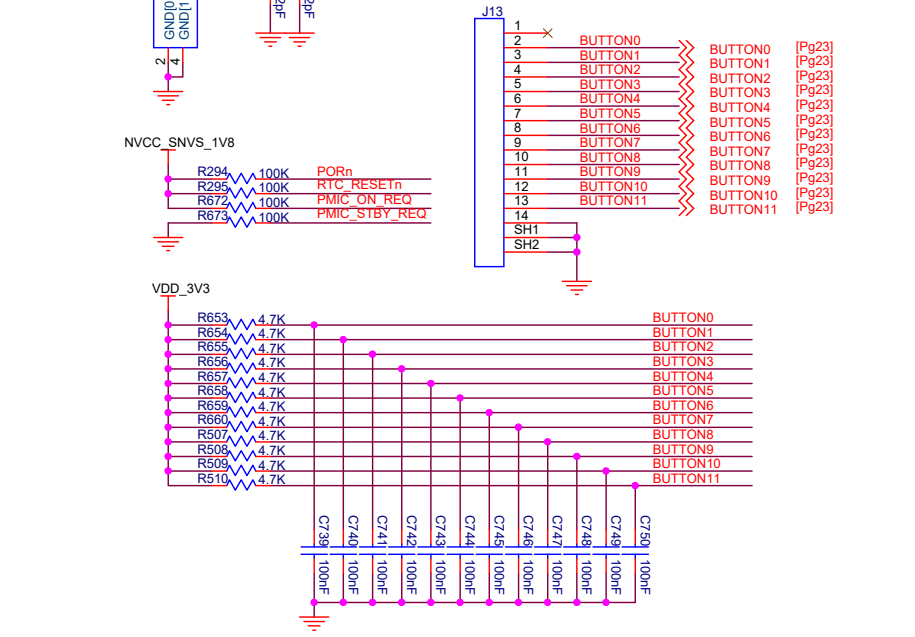 GND[0
GND[1
2
4
2pF
2pF
J13
1
2 BUTTON0 BUTTON0 [Pg23]
3 BUTTON1 BUTTON1 [Pg23]
4 BUTTON2 BUTTON2 [Pg23]
5 BUTTON3 BUTTON3 [Pg23]
6 BUTTON4 BUTTON4 [Pg23]
7 BUTTON5 BUTTON5 [Pg23]
8 BUTTON6 BUTTON6 [Pg23]
9 BUTTON7 BUTTON7 [Pg23]
10 BUTTON8 BUTTON8 [Pg23]
11 BUTTON9 BUTTON9 [Pg23]
12 BUTTON10 BUTTON10 [Pg23]
13 BUTTON11 BUTTON11 [Pg23]
14
SH1
SH2
NVCC_SNVS_1V8
R294 100K PORn
R295 100K RTC_RESETn
R672 100K PMIC_ON_REQ
R673 100K PMIC_STBY_REQ
VDD_3V3
R653 4.7K BUTTON0
R654 4.7K BUTTON1
R655 4.7K BUTTON2
R656 4.7K BUTTON3
R657 4.7K BUTTON4
R658 4.7K BUTTON5
R659 4.7K BUTTON6
R660 4.7K BUTTON7
R507 4.7K BUTTON8
R508 4.7K BUTTON9
R509 4.7K BUTTON10
R510 4.7K BUTTON11
C739 100nF
C740 100nF
C741 100nF
C742 100nF
C743 100nF
C744 100nF
C745 100nF
C746 100nF
C747 100nF
C748 100nF
C749 100nF
C750 100nF